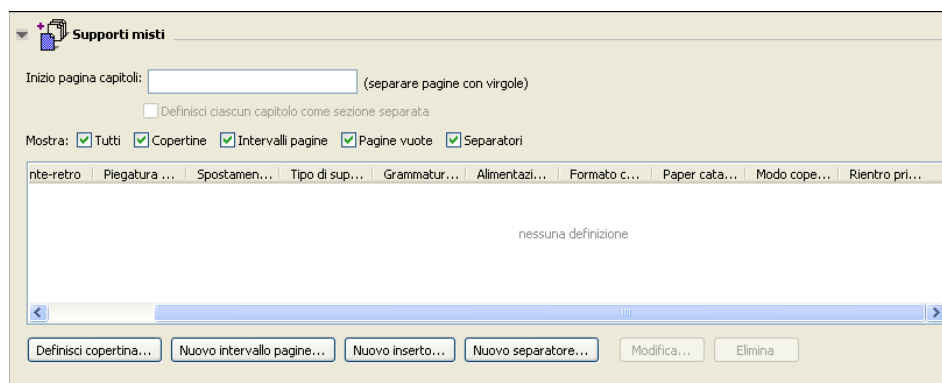 Supporti misti
Inizio pagina capitoli: (separare pagine con virgole)
Definisci ciascun capitolo come sezione separata
Mostra: Tutti Copertine Intervalli pagine Pagine vuote Separatori
nte-retro Piegatura ... Spostamen... Tipo di sup... Grammatur... Alimentazi... Formato c... Paper cata... Modo cope... Rientro pri...
nessuna definizione
Definisci copertina... Nuovo intervallo pagine... Nuovo inserto... Nuovo separatore... Modifica... Elimina